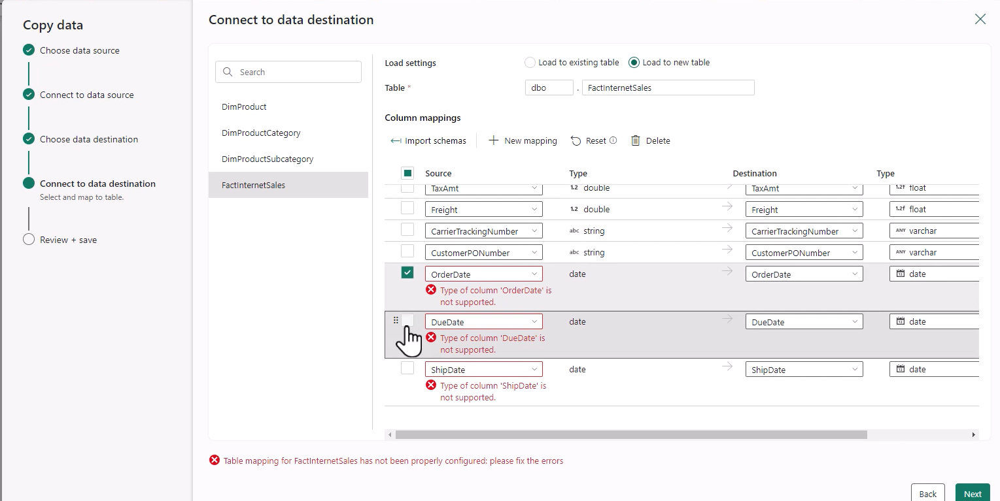 Copy data
Choose data source
Connect to data source
Choose data destination
Connect to data destination
Select and map to table.
Review + save
Connect to data destination
Search
DimProduct
DimProductCategory
DimProductSubcategory
FactInternetSales
Load settings
Load to existing table
Load to new table
Table *
dbo . FactInternetSales
Column mappings
Import schemas New mapping Reset Delete
Source Type Destination Type
TaxAmt 1.2 double TaxAmt 1.2f float
Freight 1.2 double Freight 1.2f float
CarrierTrackingNumber abc string CarrierTrackingNumber ANY varchar
CustomerPONumber abc string CustomerPONumber ANY varchar
OrderDate date OrderDate date
Type of column 'OrderDate' is
not supported.
DueDate date DueDate date
Type of column 'DueDate' is
not supported.
ShipDate date ShipDate date
Type of column 'ShipDate' is
not supported.
Table mapping for FactInternetSales has not been properly configured: please fix the errors
Back Next